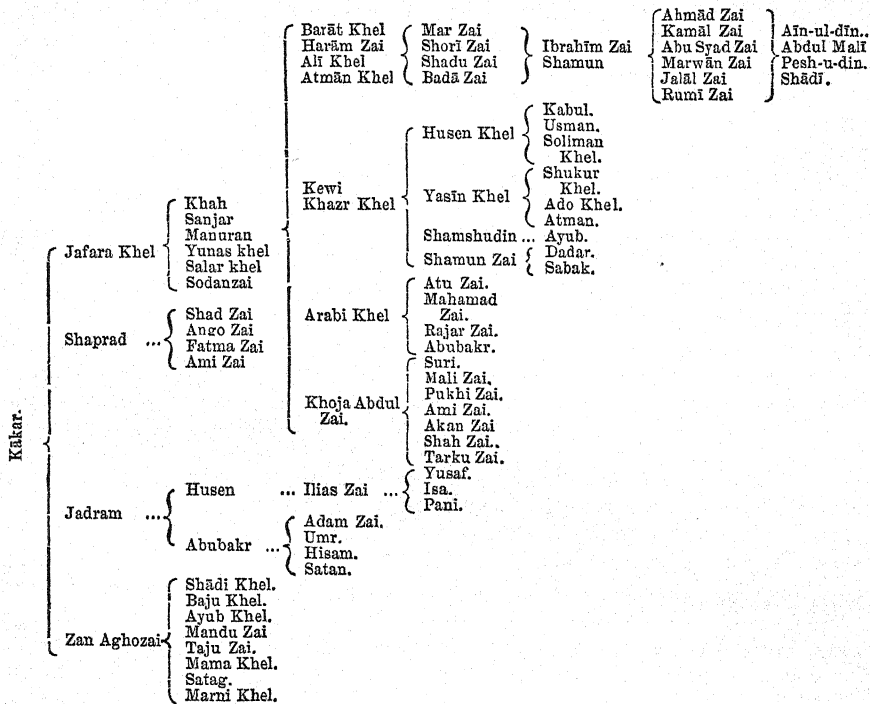 Kākar.
Jafara Khel
Khah
Sanjar
Manuran
Yunas khel
Salar khel
Sodanzai
Barāt Khel
Harām Zai
Alī Khel
Atmān Khel
Mar Zai
Shorī Zai
Shadu Zai
Badā Zai
Ibrahīm Zai
Shamun
Ahmād Zai
Kamāl Zai
Abu Syad Zai
Marwān Zai
Jalāl Zai
Rumī Zai
Aīn-ul-dīn..
Abdul Malī
Pesh-u-din.
Shādī.
Kewi
Khazr Khel
Husen Khel
Kabul.
Usman.
Soliman
Khel.
Yasīn Khel
Shukur
Khel.
Ado Khel.
Atman.
Shamshudin ... Ayub.
Shamun Zai
Dadar.
Sabak.
Arabi Khel
Atu Zai.
Mahamad
Zai.
Rajar Zai.
Abubakr.
Khoja Abdul
Zai.
Suri.
Mali Zai.
Pukhi Zai.
Ami Zai.
Akan Zai
Shah Zai..
Tarku Zai.
Shaprad ...
Shad Zai
Ango Zai
Fatma Zai
Ami Zai
Jadram ...
Husen ... Ilias Zai ...
Yusaf.
Isa.
Pani.
Abubakr ...
Adam Zai.
Umr.
Hisam.
Satan.
Zan Aghozai
Shādi Khel.
Baju Khel.
Ayub Khel.
Mandu Zai
Taju Zai.
Mama Khel.
Satag.
Marni Khel.